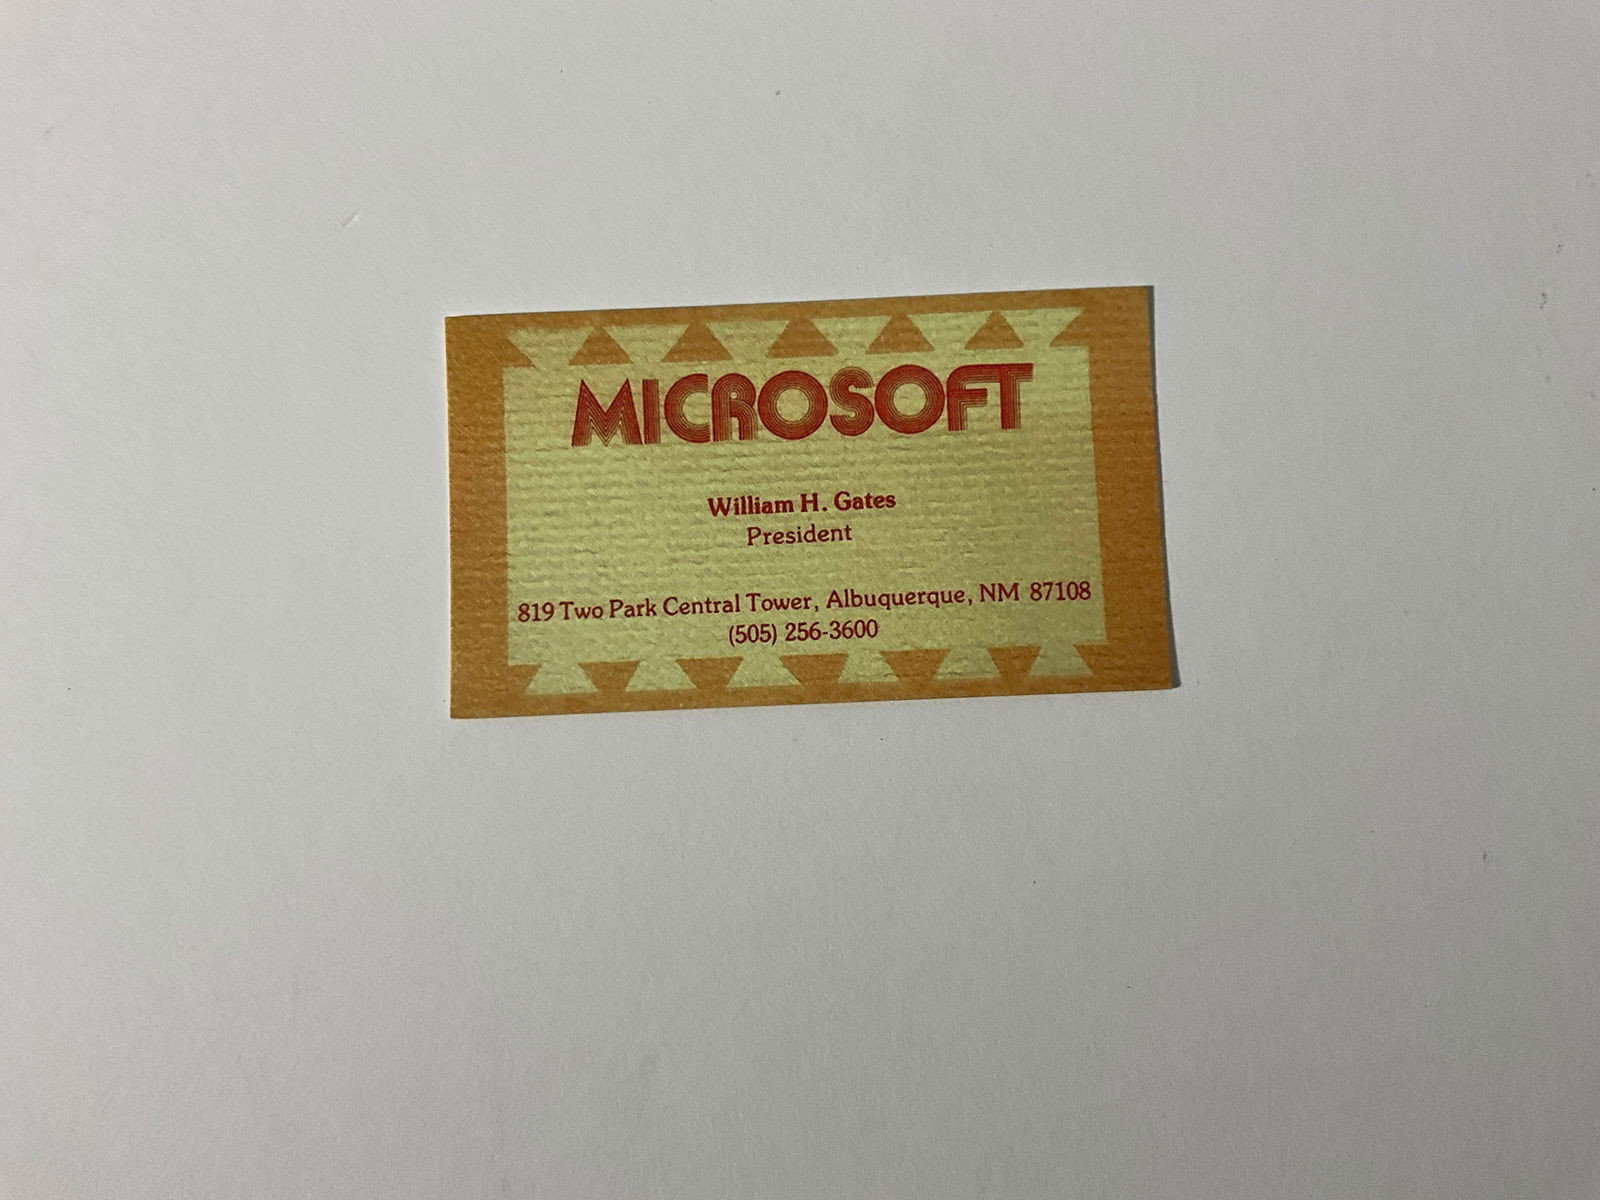 MICROSOFT
William H. Gates
President
819 Two Park Central Tower, Albuquerque, NM 87108
(505) 256-3600